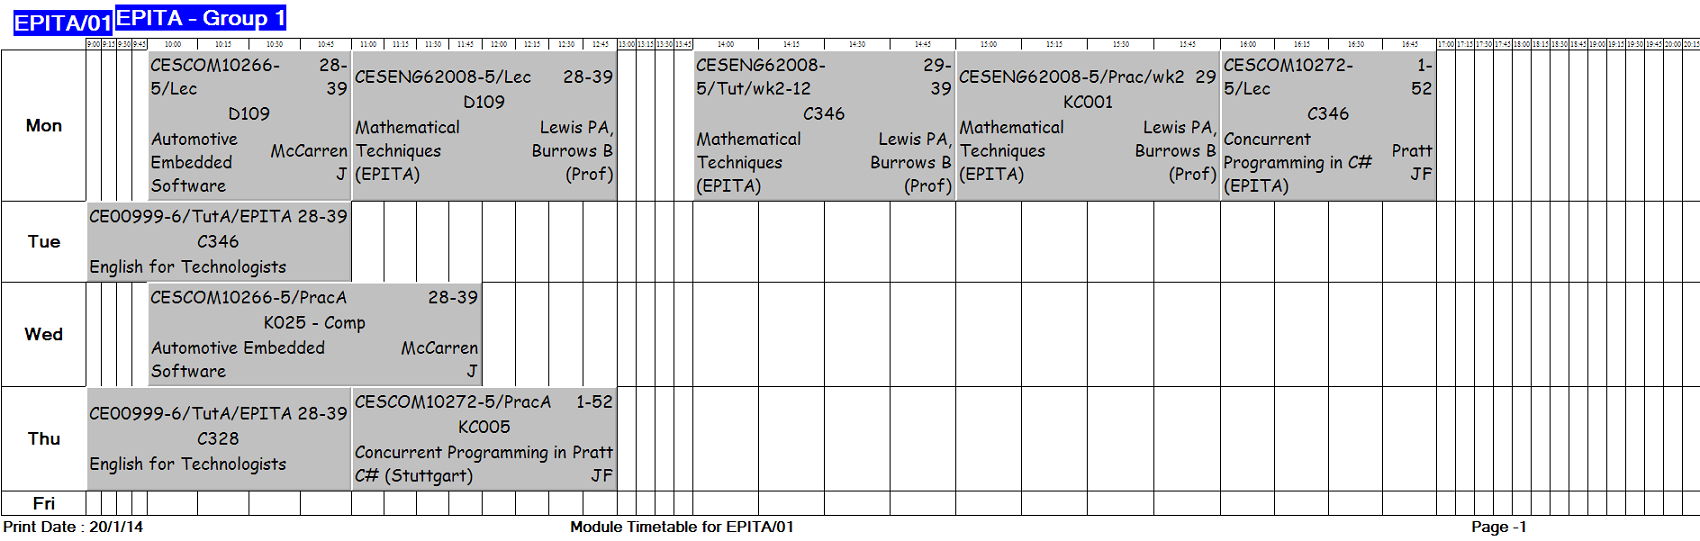 EPITA/01 EPITA - Group 1
9:00 9:15 9:30 9:45 10:00 10:15 10:30 10:45 11:00 11:15 11:30 11:45 12:00 12:15 12:30 12:45 13:00 13:15 13:30 13:45 14:00 14:15 14:30 14:45 15:00 15:15 15:30 15:45 16:00 16:15 16:30 16:45 17:00 17:15 17:30 17:45 18:00 18:15 18:30 18:45 19:00 19:15 19:30 19:45 20:00 20:15
Mon
CESCOM10266- 28-
5/Lec 39
D109
Automotive
Embedded McCarren
Software J
CESENG62008-5/Lec 28-39
D109
Mathematical Lewis PA,
Techniques Burrows B
(EPITA) (Prof)
CESENG62008- 29-
5/Tut/wk2-12 39
C346
Mathematical Lewis PA,
Techniques Burrows B
(EPITA) (Prof)
CESENG62008-5/Prac/wk2 29
KC001
Mathematical Lewis PA,
Techniques Burrows B
(EPITA) (Prof)
CESCOM10272- 1-
5/Lec 52
C346
Concurrent
Programming in C# Pratt
(EPITA) JF
Tue
CE00999-6/TutA/EPITA 28-39
C346
English for Technologists
Wed
CESCOM10266-5/PracA 28-39
K025 - Comp
Automotive Embedded McCarren
Software J
Thu
CE00999-6/TutA/EPITA 28-39
C328
English for Technologists
CESCOM10272-5/PracA 1-52
KC005
Concurrent Programming in Pratt
C# (Stuttgart) JF
Fri
Print Date : 20/1/14 Module Timetable for EPITA/01 Page -1